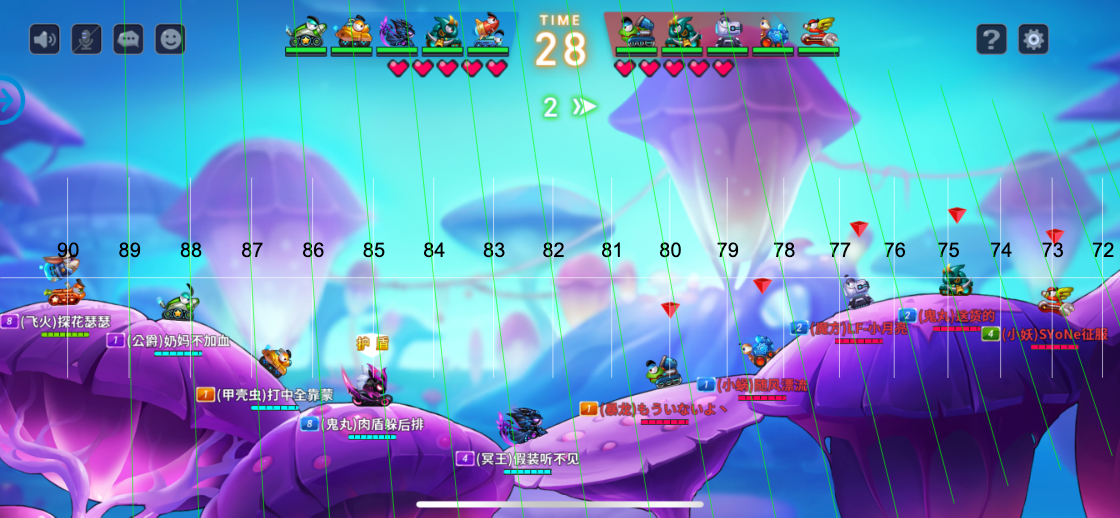 TIME
28
2
90 89 88 87 86 85 84 83 82 81 80 79 78 77 76 75 74 73 72
8 (飞火)探花瑟瑟
1 (公爵)奶妈不加血
护盾
1 (甲壳虫)打中全靠蒙
8 (鬼丸)肉盾躲后排
4 (冥王)假装听不见
(暴龙)もういないよ丶
1 随风漂流
2 (魔方)LF-小月亮
2 (鬼丸)送货的
4 (小妖)SYoNe征服
?